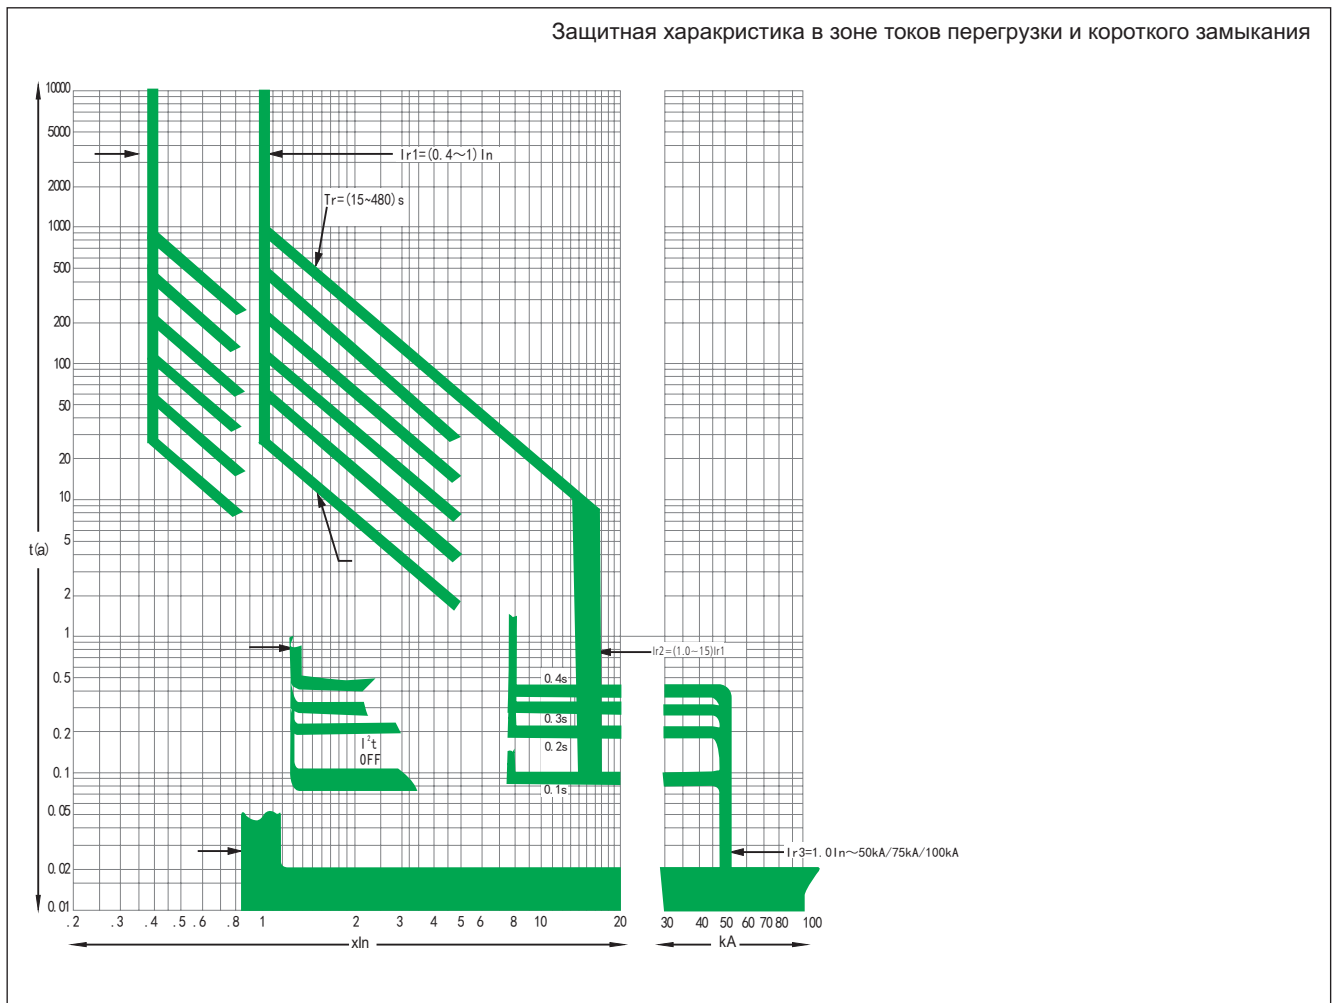 Защитная характристика в зоне токов перегрузки и короткого замыкания
10000
5000
2000
1000
500
200
100
50
20
10
5
2
1
0.5
0.2
0.1
0.05
0.02
0.01
t(a)
Ir1=(0.4～1)In
Tr=(15~480)s
Ir2=(1.0-15)Ir1
0.4s
0.3s
0.2s
0.1s
I²t
OFF
Ir3=1.0In～50kA/75kA/100kA
.2 .3 .4 .5 .6 .8 1 2 3 4 5 6 8 10 20
30 40 50 60 70 80 100
xIn
kA